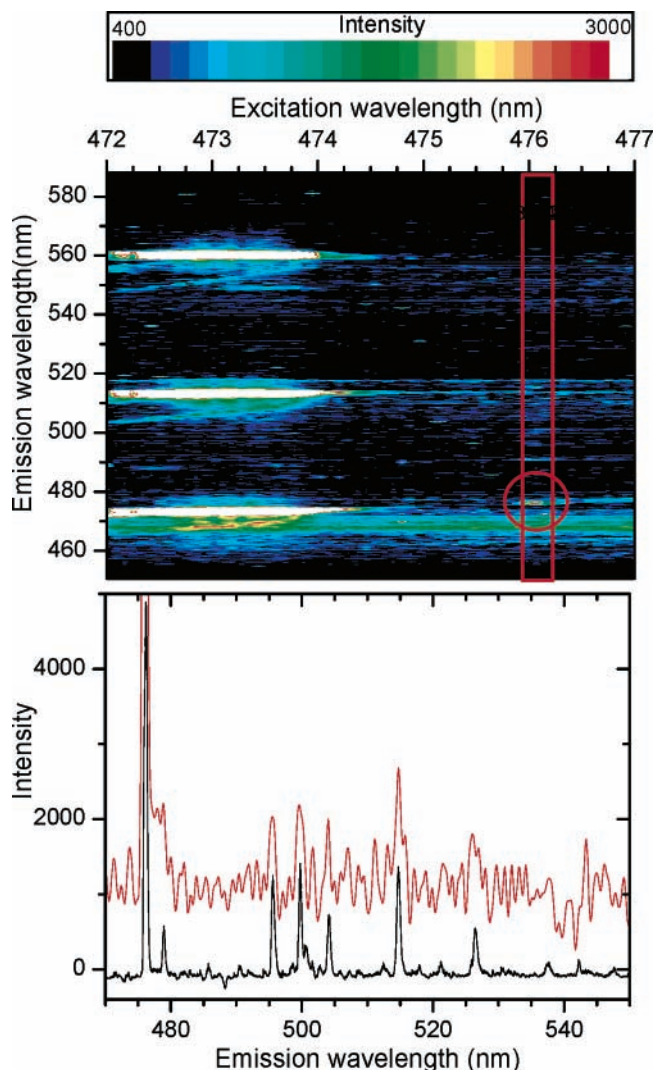 Intensity
400 3000
Excitation wavelength (nm)
472 473 474 475 476 477
Emission wavelength(nm)
580
560
540
520
500
480
460
Intensity
4000
2000
0
480 500 520 540
Emission wavelength (nm)